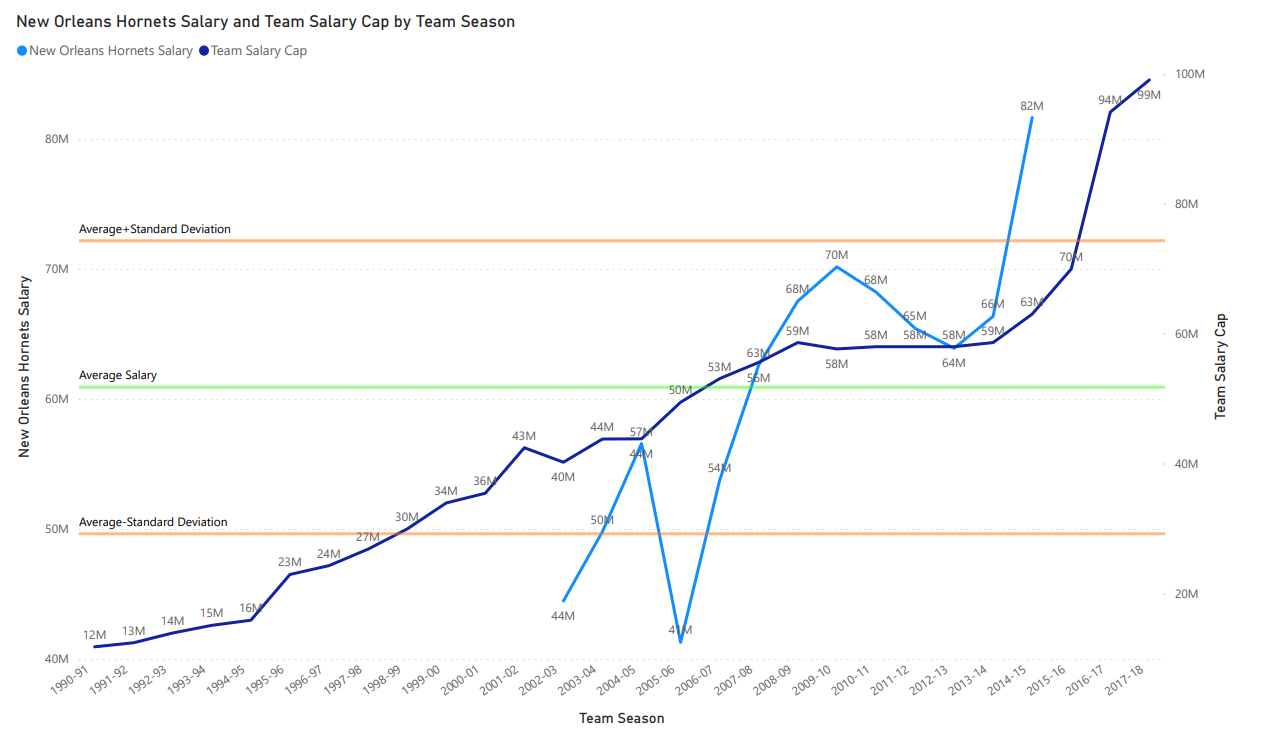 New Orleans Hornets Salary and Team Salary Cap by Team Season
New Orleans Hornets Salary Team Salary Cap
100M
99M
94M
82M
80M
80M
Average+Standard Deviation
70M
70M
70M
68M
68M
66M
65M
63M
60M
59M
59M
58M
58M
58M
58M
64M
63M
56M
53M
Average Salary
60M
50M
57M
44M
44M
43M
40M
40M
54M
36M
34M
Average-Standard Deviation
50M
50M
30M
27M
24M
23M
20M
16M
15M
14M
13M
12M
44M
41M
40M
1990-91
1991-92
1992-93
1993-94
1994-95
1995-96
1996-97
1997-98
1998-99
1999-00
2000-01
2001-02
2002-03
2003-04
2004-05
2005-06
2006-07
2007-08
2008-09
2009-10
2010-11
2011-12
2012-13
2013-14
2014-15
2015-16
2016-17
2017-18
Team Season
New Orleans Hornets Salary
Team Salary Cap